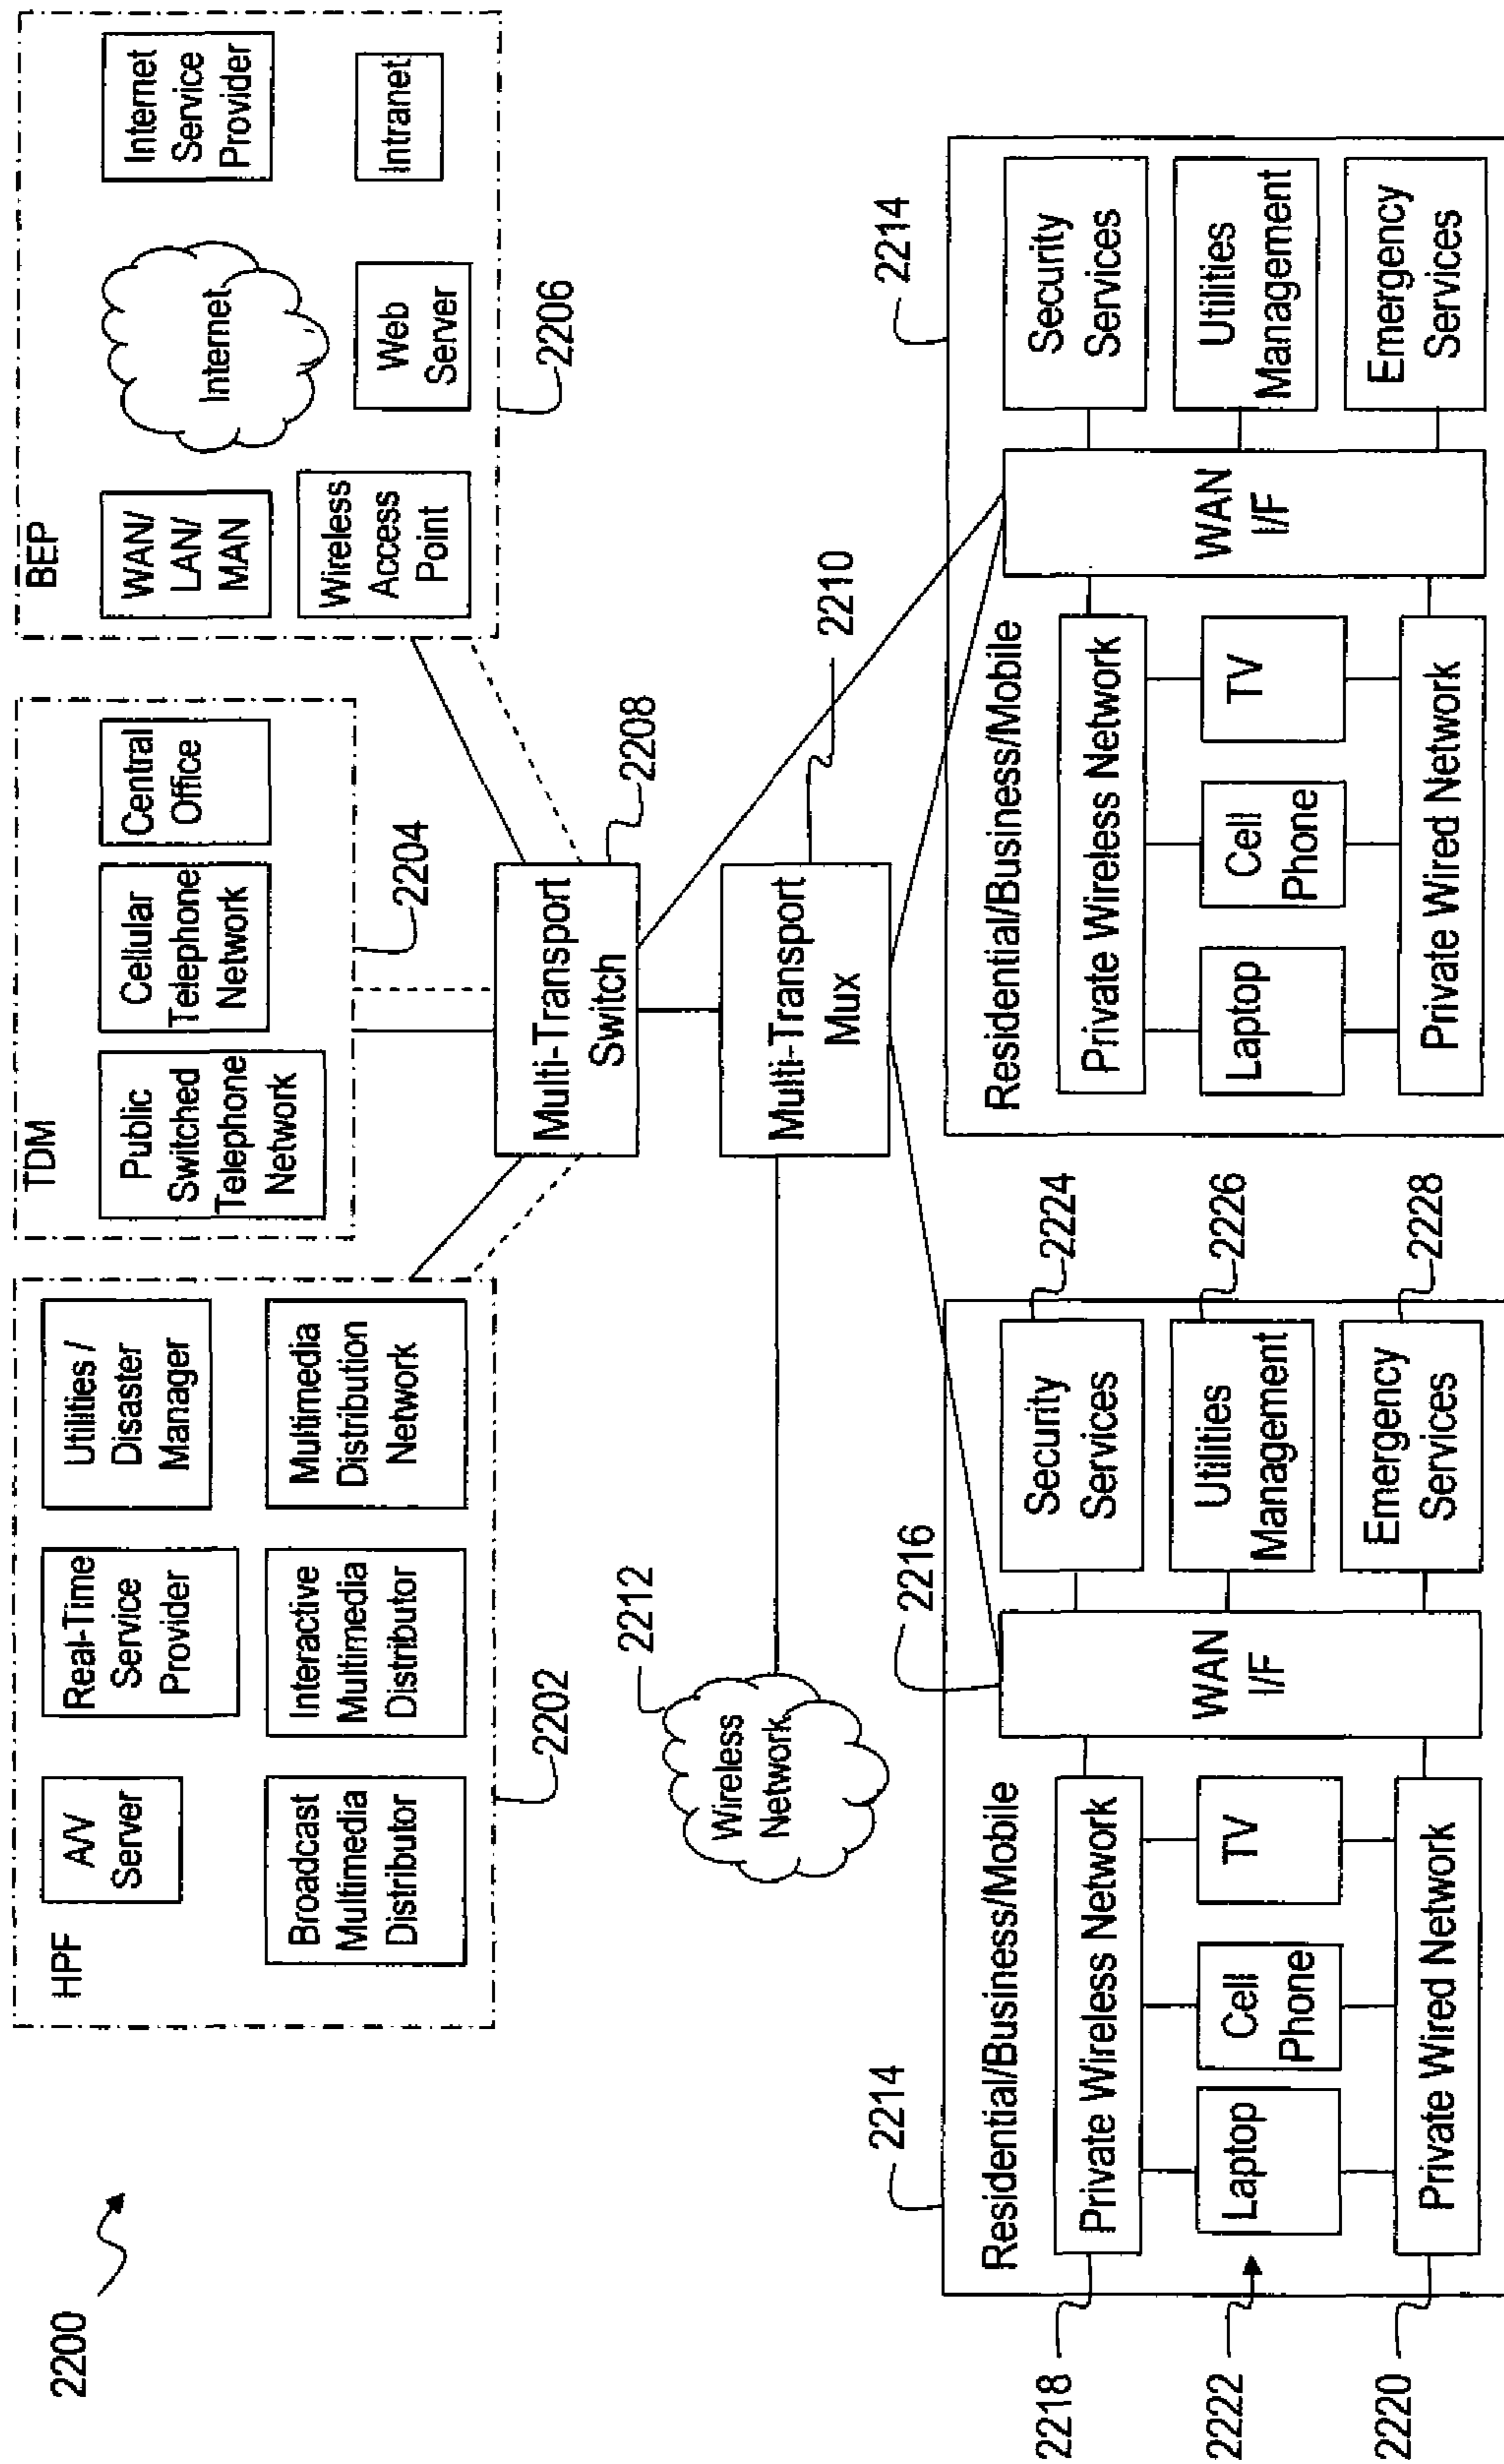 2200
HPF
A/V
Server
Real-Time
Service
Provider
Utilities /
Disaster
Manager
Broadcast
Multimedia
Distributor
Interactive
Multimedia
Distributor
Multimedia
Distribution
Network
2202
TDM
Public
Switched
Telephone
Network
Cellular
Telephone
Network
Central
Office
2204
BEP
WAN/
LAN/
MAN
Internet
Internet
Service
Provider
Wireless
Access
Point
Web
Server
Intranet
2206
Multi-Transport
Switch
2208
Multi-Transport
Mux
2210
2212
Wireless
Network
2214
Residential/Business/Mobile
2216
Private Wireless Network
2218
Laptop
Cell
Phone
TV
2222
Private Wired Network
2220
WAN
I/F
Security
Services
2224
Utilities
Management
2226
Emergency
Services
2228
2214
Residential/Business/Mobile
Private Wireless Network
Laptop
Cell
Phone
TV
Private Wired Network
WAN
I/F
Security
Services
Utilities
Management
Emergency
Services